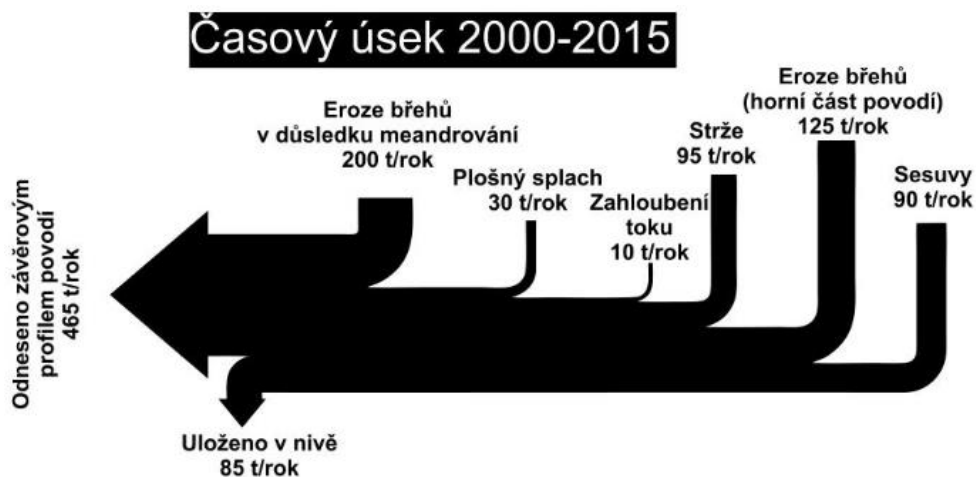 Časový úsek 2000-2015
Eroze břehů
v důsledku meandrování
200 t/rok
Plošný splach
30 t/rok
Zahloubení
toku
10 t/rok
Strže
95 t/rok
Eroze břehů
(horní část povodí)
125 t/rok
Sesuvy
90 t/rok
Odneseno závěrovým
profilem povodí
465 t/rok
Uloženo v nivě
85 t/rok